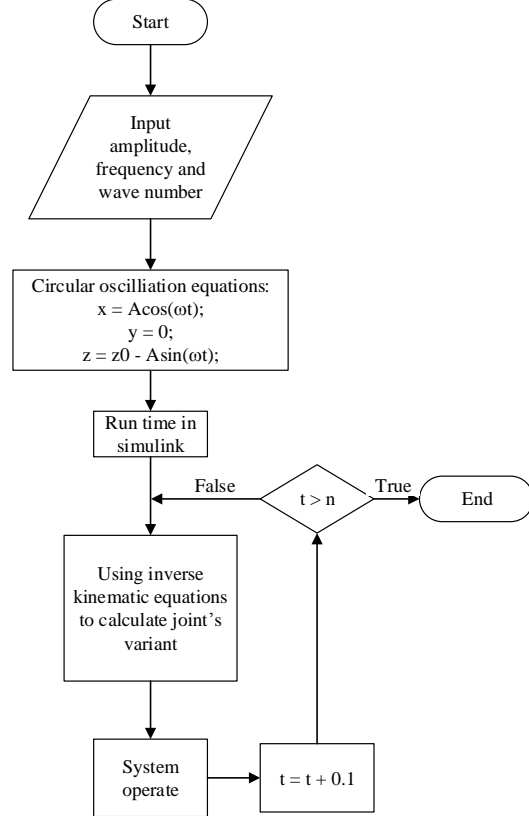 Start
Input
amplitude,
frequency and
wave number
Circular oscilliation equations:
x = Acos(ωt);
y = 0;
z = z0 - Asin(ωt);
Run time in
simulink
False
t > n
True
End
Using inverse
kinematic equations
to calculate joint's
variant
System
operate
t = t + 0.1